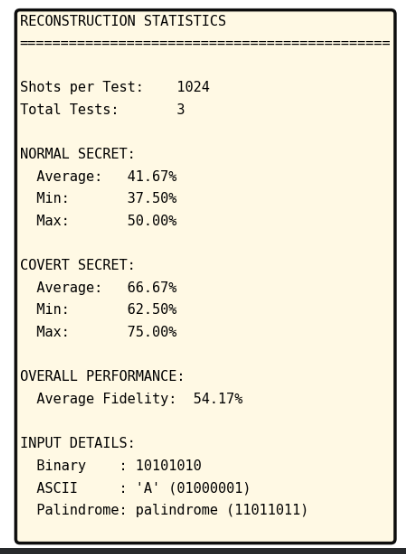 RECONSTRUCTION STATISTICS
=============================================
Shots per Test:    1024
Total Tests:       3
NORMAL SECRET:
  Average:   41.67%
  Min:       37.50%
  Max:       50.00%
COVERT SECRET:
  Average:   66.67%
  Min:       62.50%
  Max:       75.00%
OVERALL PERFORMANCE:
  Average Fidelity:  54.17%
INPUT DETAILS:
  Binary    : 10101010
  ASCII     : 'A' (01000001)
  Palindrome: palindrome (11011011)